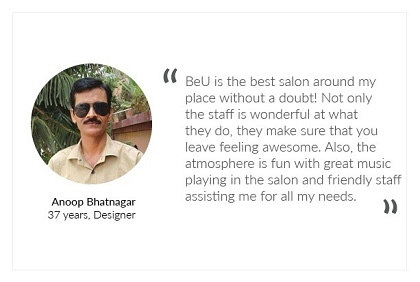 “
BeU is the best salon around my
place without a doubt! Not only
the staff is wonderful at what
they do, they make sure that you
leave feeling awesome. Also, the
atmosphere is fun with great music
playing in the salon and friendly staff
assisting me for all my needs.
”
Anoop Bhatnagar
37 years, Designer